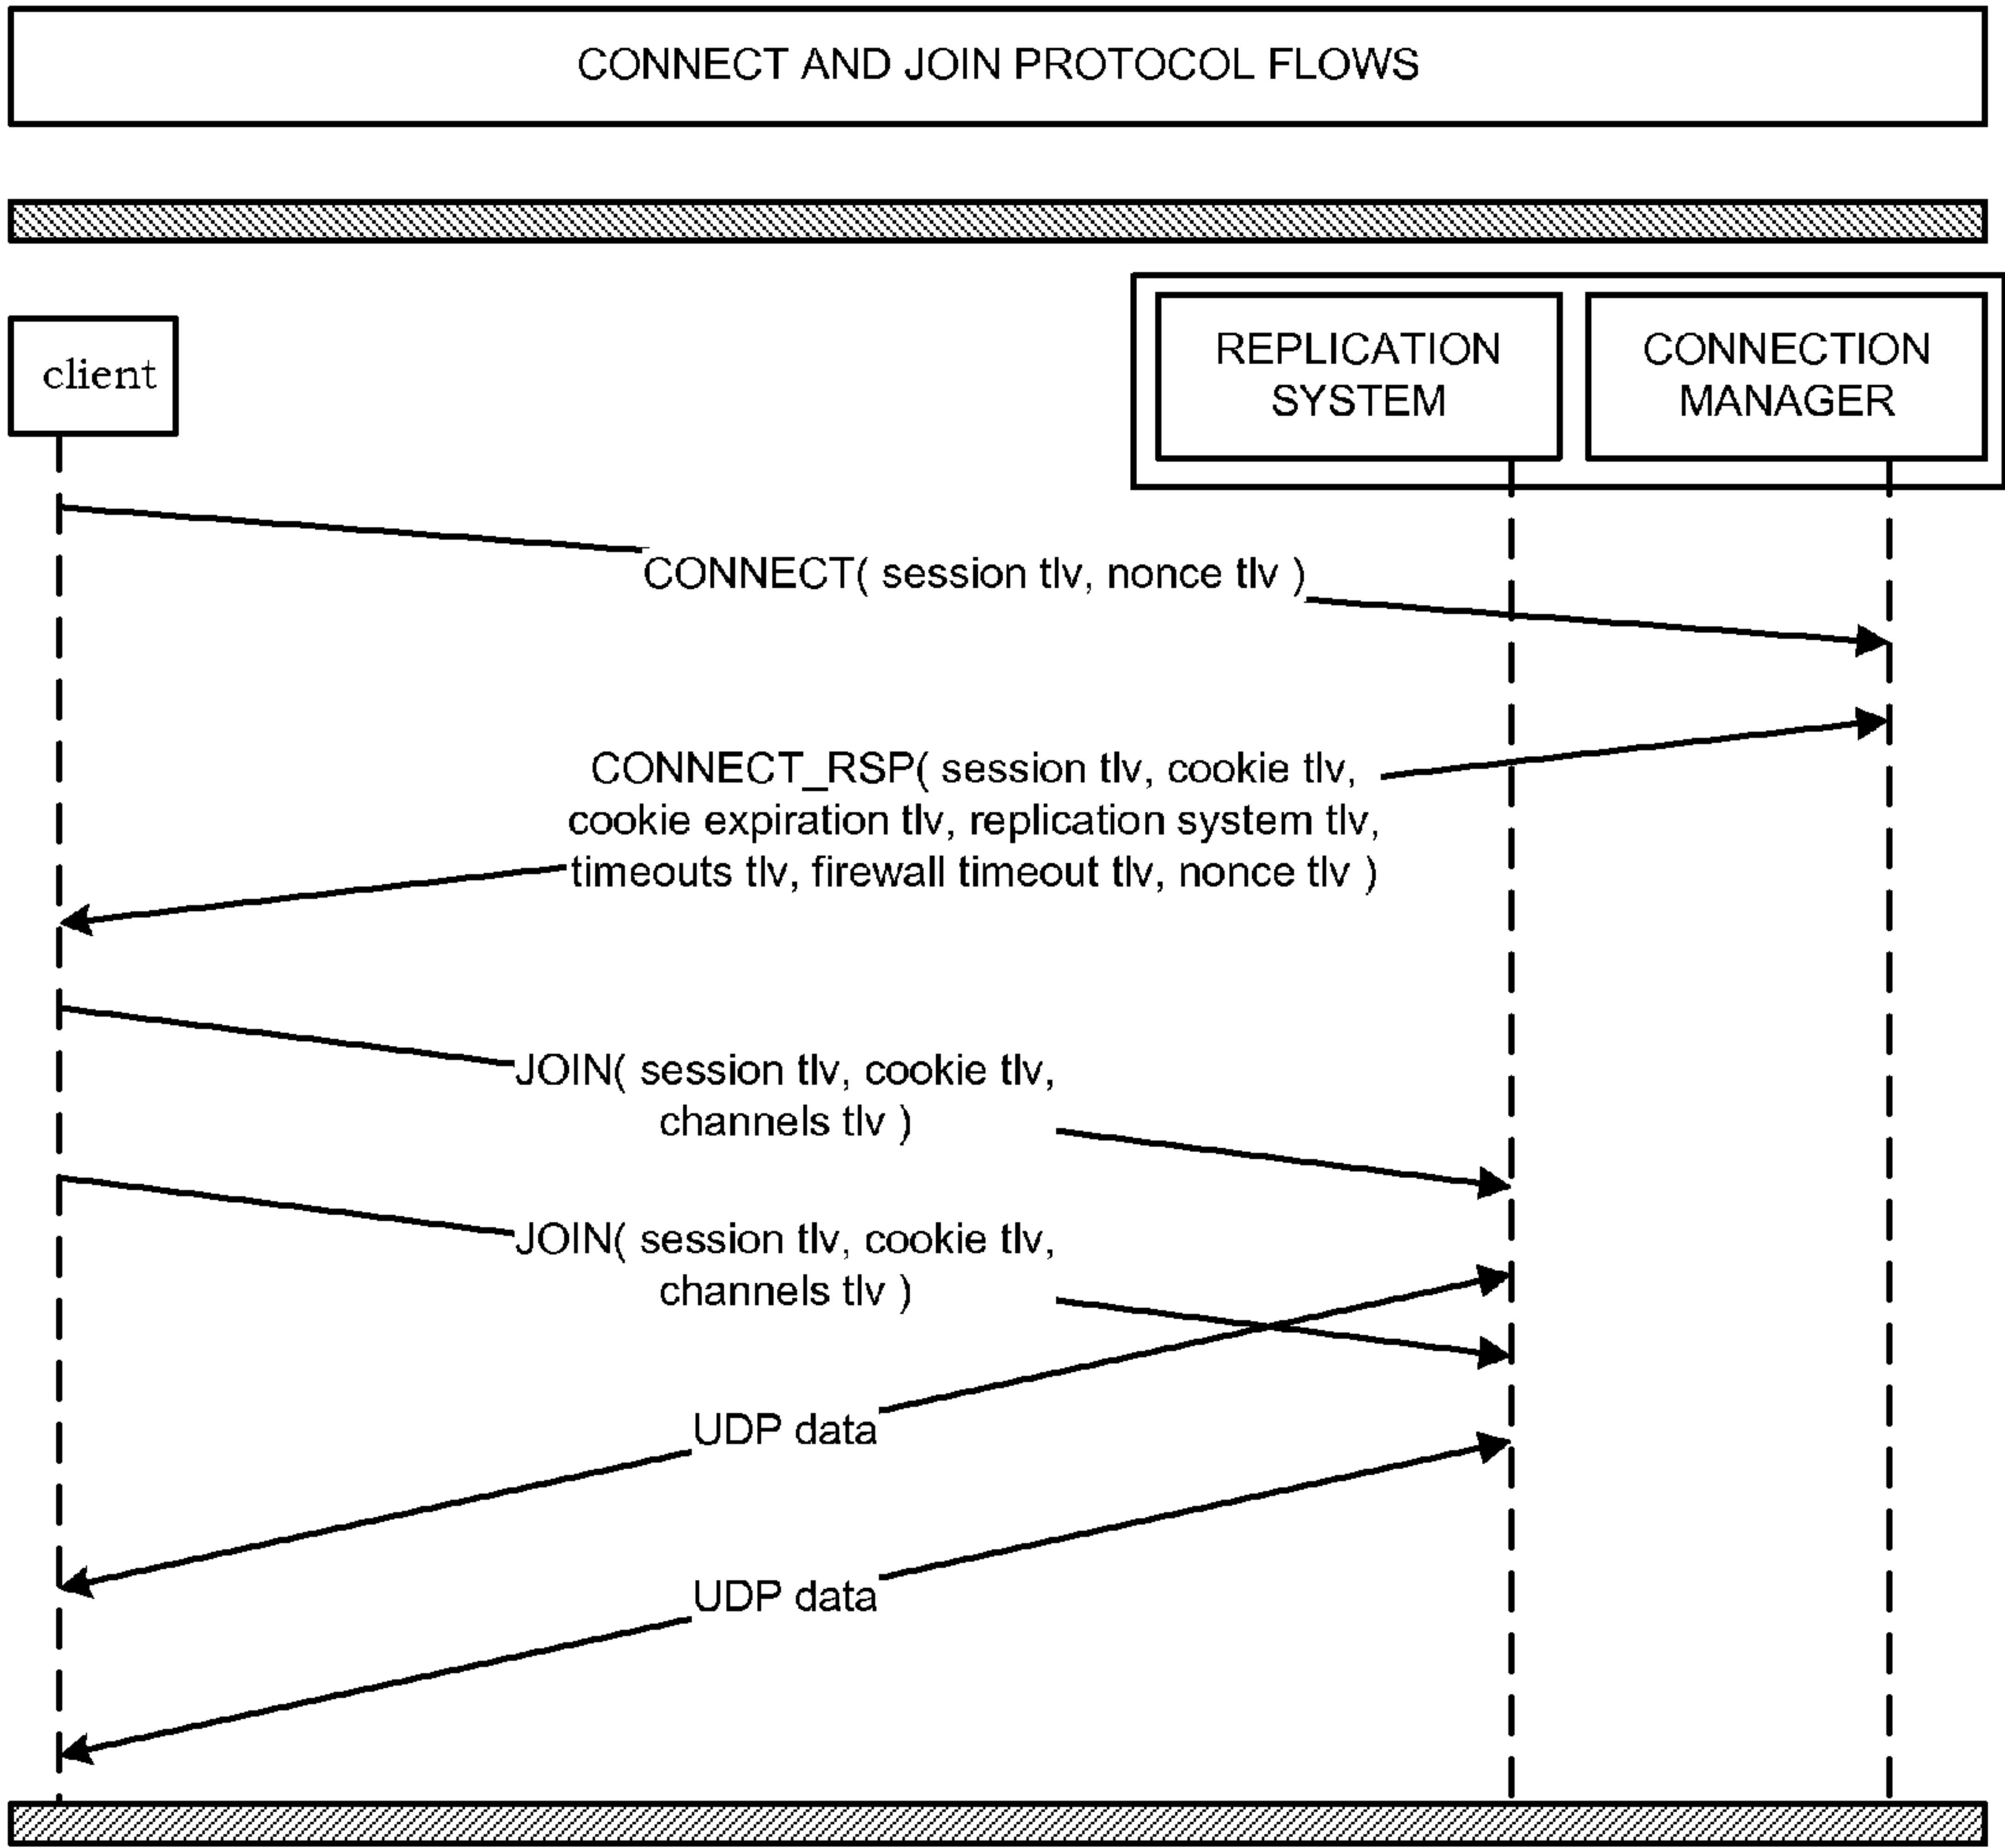 CONNECT AND JOIN PROTOCOL FLOWS
client
REPLICATION
SYSTEM
CONNECTION
MANAGER
CONNECT( session tlv, nonce tlv )
CONNECT_RSP( session tlv, cookie tlv,
cookie expiration tlv, replication system tlv,
timeouts tlv, firewall timeout tlv, nonce tlv )
JOIN( session tlv, cookie tlv,
channels tlv )
JOIN( session tlv, cookie tlv,
channels tlv )
UDP data
UDP data